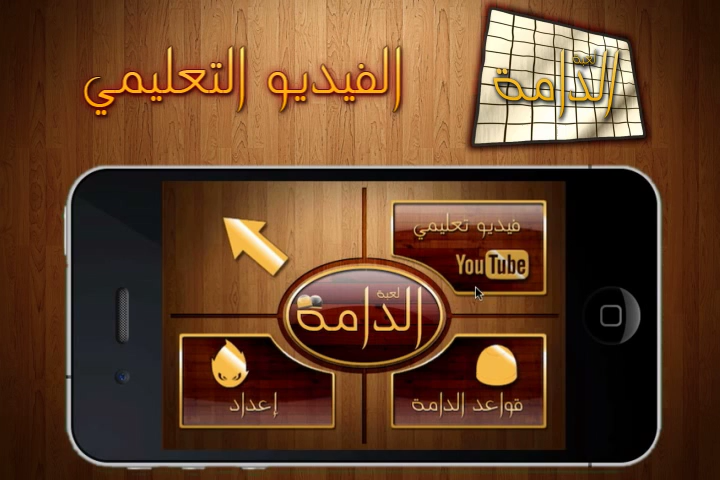 الفيديو التعليمي
لعبة
الدامة
فيديو تعليمي
YouTube
لعبة
الدامة
إعداد
قواعد الدامة